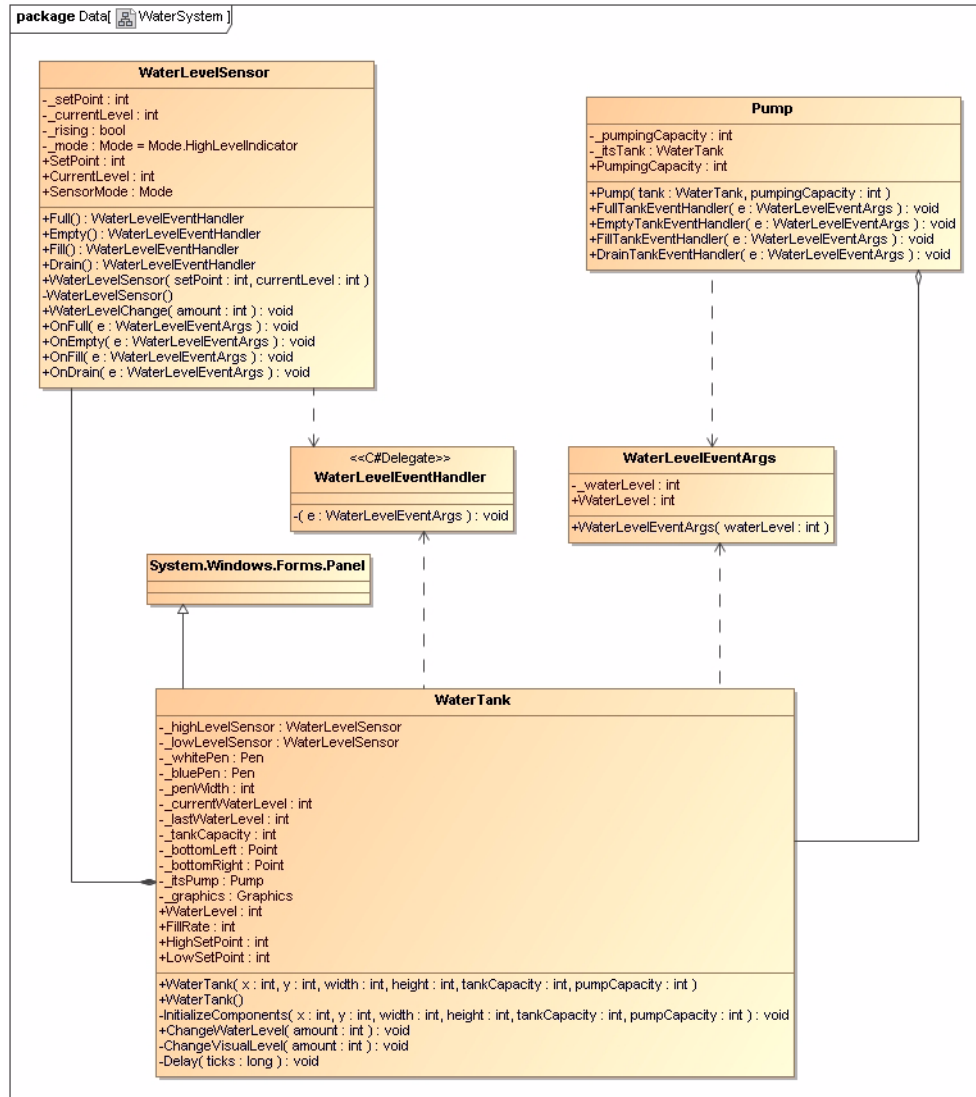 package Data[ WaterSystem ]
WaterLevelSensor
-_setPoint : int
-_currentLevel : int
-_rising : bool
-_mode : Mode = Mode.HighLevelIndicator
+SetPoint : int
+CurrentLevel : int
+SensorMode : Mode
+Full() : WaterLevelEventHandler
+Empty() : WaterLevelEventHandler
+Fill() : WaterLevelEventHandler
+Drain() : WaterLevelEventHandler
+WaterLevelSensor( setPoint : int, currentLevel : int )
-WaterLevelSensor()
+WaterLevelChange( amount : int ) : void
+OnFull( e : WaterLevelEventArgs ) : void
+OnEmpty( e : WaterLevelEventArgs ) : void
+OnFill( e : WaterLevelEventArgs ) : void
+OnDrain( e : WaterLevelEventArgs ) : void
Pump
-_pumpingCapacity : int
-_itsTank : WaterTank
+PumpingCapacity : int
+Pump( tank : WaterTank, pumpingCapacity : int )
+FullTankEventHandler( e : WaterLevelEventArgs ) : void
+EmptyTankEventHandler( e : WaterLevelEventArgs ) : void
+FillTankEventHandler( e : WaterLevelEventArgs ) : void
+DrainTankEventHandler( e : WaterLevelEventArgs ) : void
<<C#Delegate>>
WaterLevelEventHandler
-( e : WaterLevelEventArgs ) : void
WaterLevelEventArgs
-_waterLevel : int
+WaterLevel : int
+WaterLevelEventArgs( waterLevel : int )
System.Windows.Forms.Panel
WaterTank
-_highLevelSensor : WaterLevelSensor
-_lowLevelSensor : WaterLevelSensor
-_whitePen : Pen
-_bluePen : Pen
-_penWidth : int
-_currentWaterLevel : int
-_lastWaterLevel : int
-_tankCapacity : int
-_bottomLeft : Point
-_bottomRight : Point
-_itsPump : Pump
-_graphics : Graphics
+WaterLevel : int
+FillRate : int
+HighSetPoint : int
+LowSetPoint : int
+WaterTank( x : int, y : int, width : int, height : int, tankCapacity : int, pumpCapacity : int )
+WaterTank()
-InitializeComponents( x : int, y : int, width : int, height : int, tankCapacity : int, pumpCapacity : int ) : void
+ChangeWaterLevel( amount : int ) : void
-ChangeVisualLevel( amount : int ) : void
-Delay( ticks : long ) : void